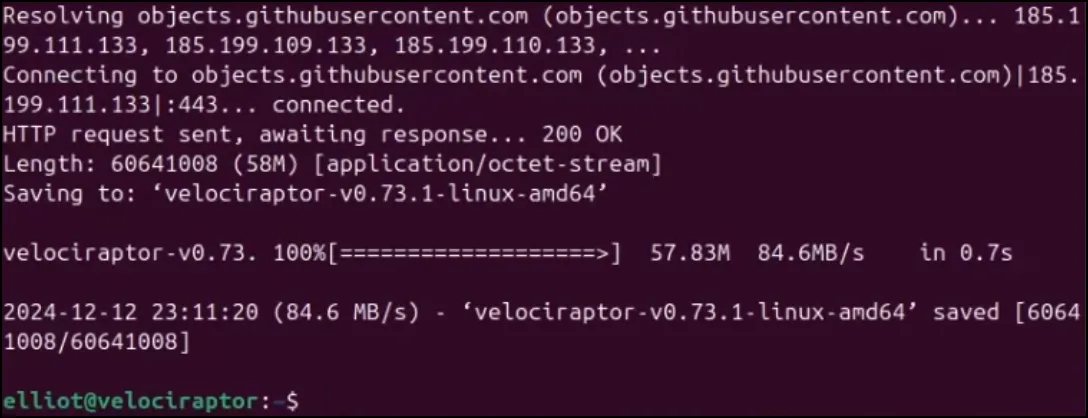 Resolving objects.githubusercontent.com (objects.githubusercontent.com)... 185.1
99.111.133, 185.199.109.133, 185.199.110.133, ...
Connecting to objects.githubusercontent.com (objects.githubusercontent.com)|185.
199.111.133|:443... connected.
HTTP request sent, awaiting response... 200 OK
Length: 60641008 (58M) [application/octet-stream]
Saving to: ‘velociraptor-v0.73.1-linux-amd64’
velociraptor-v0.73. 100%[===================>]  57.83M  84.6MB/s    in 0.7s
2024-12-12 23:11:20 (84.6 MB/s) - ‘velociraptor-v0.73.1-linux-amd64’ saved [6064
1008/60641008]
elliot@velociraptor:~$